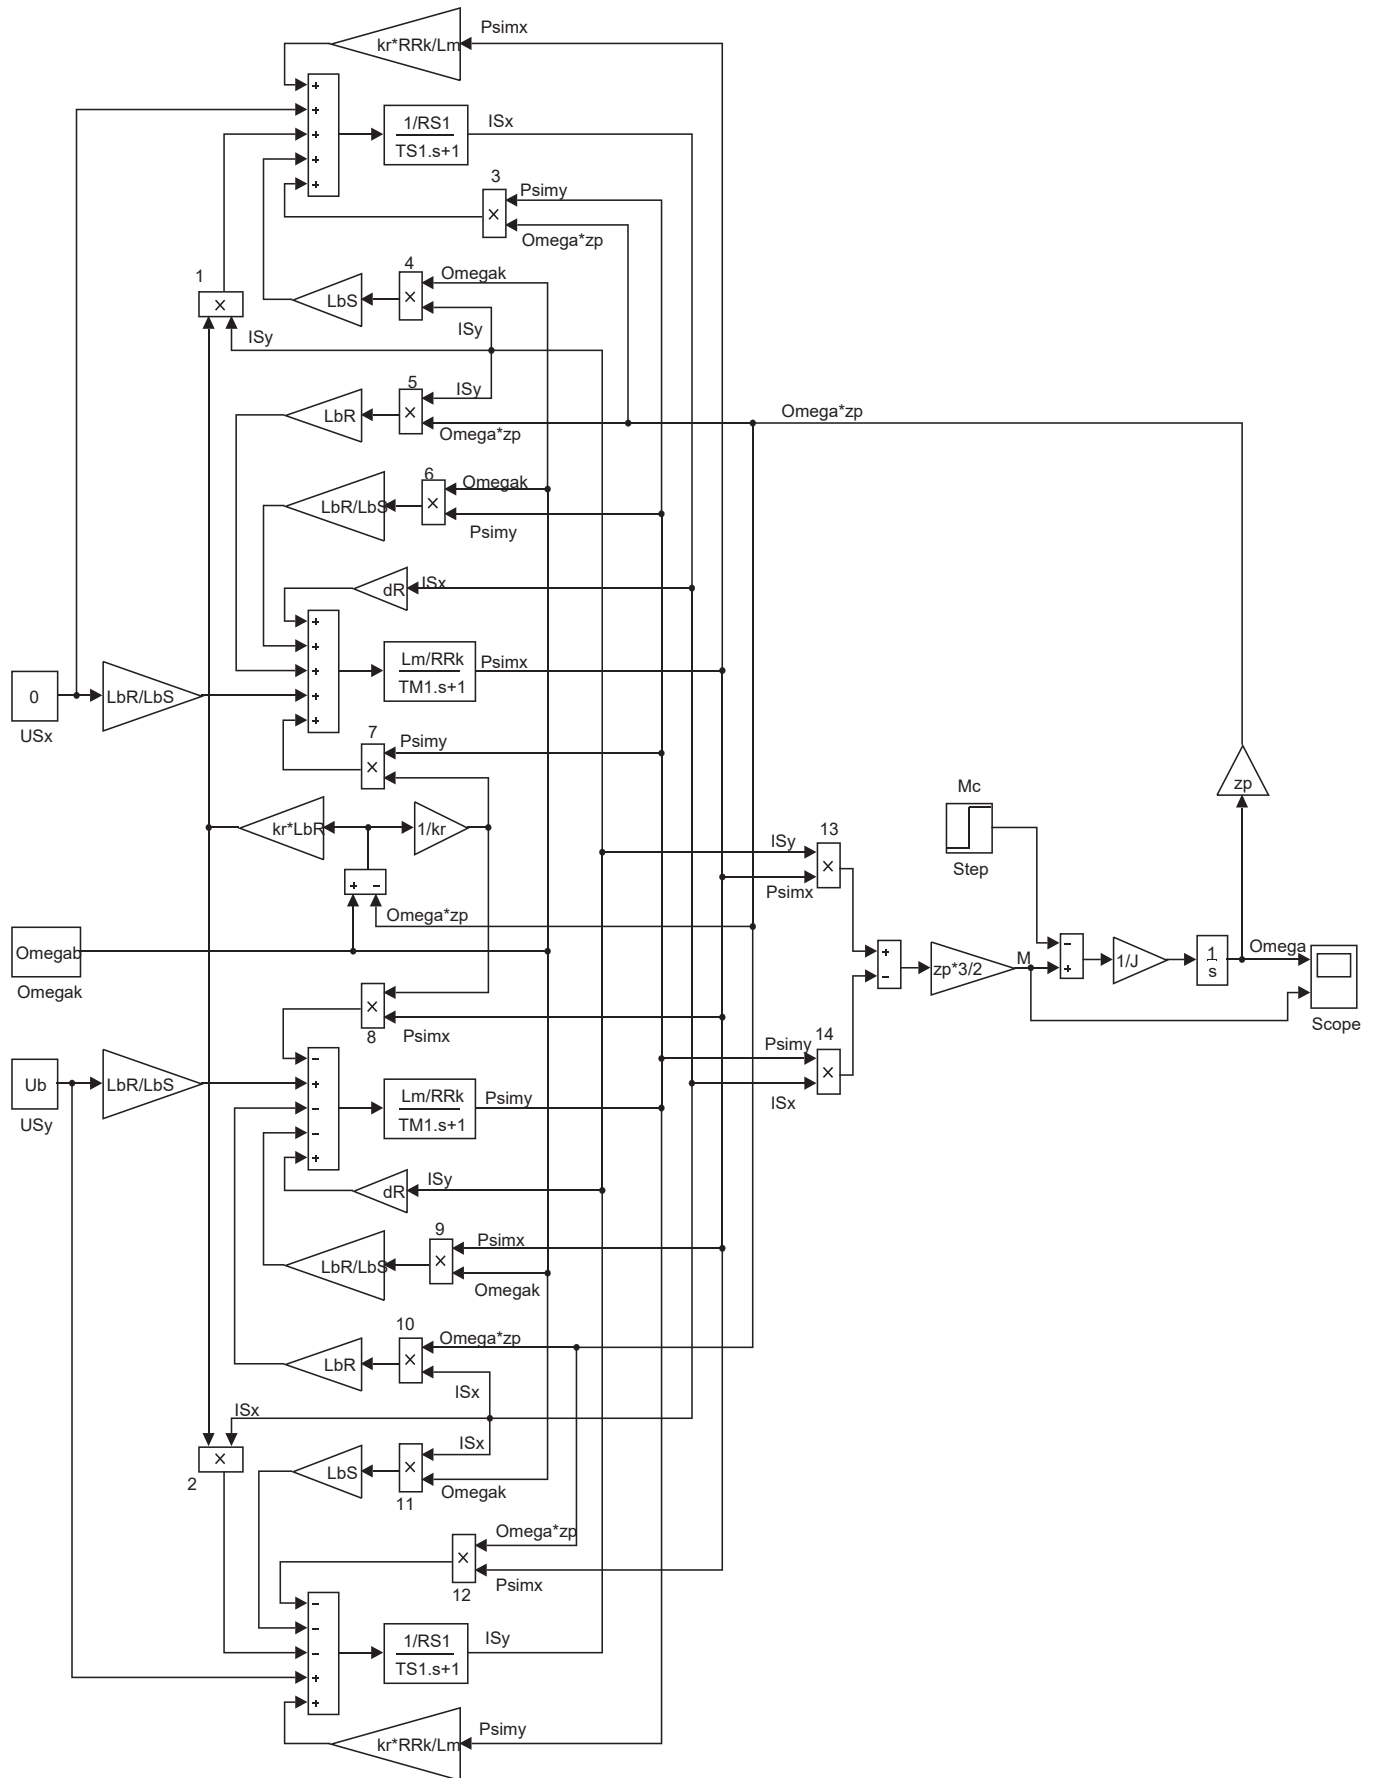 Psimx
kr*RRk/Lm
+
+
+
+
+
1/RS1
TS1.s+1
ISx
3
Psimy
×
Omega*zp
1
×
ISy
4
Omegak
LbS
×
ISy
5
ISy
LbR
×
Omega*zp
Omega*zp
6
Omegak
LbR/LbS
×
Psimy
dR
ISx
+
+
+
+
+
Lm/RRk
TM1.s+1
Psimx
0
USx
LbR/LbS
7
Psimy
×
kr*LbR
1/kr
+ −
Omega*zp
Omegab
Omegak
zp
Mc
Step
ISy
13
×
Psimx
+
−
zp*3/2
M
−
+
1/J
1
s
Omega
Scope
Psimy
14
×
ISx
×
8
Psimx
Ub
USy
LbR/LbS
−
+
−
−
+
Lm/RRk
TM1.s+1
Psimy
dR
ISy
9
Psimx
LbR/LbS
×
Omegak
10
Omega*zp
LbR
×
ISx
ISx
×
2
ISx
LbS
×
Omegak
11
Omega*zp
×
Psimx
12
−
−
−
+
+
1/RS1
TS1.s+1
ISy
Psimy
kr*RRk/Lm